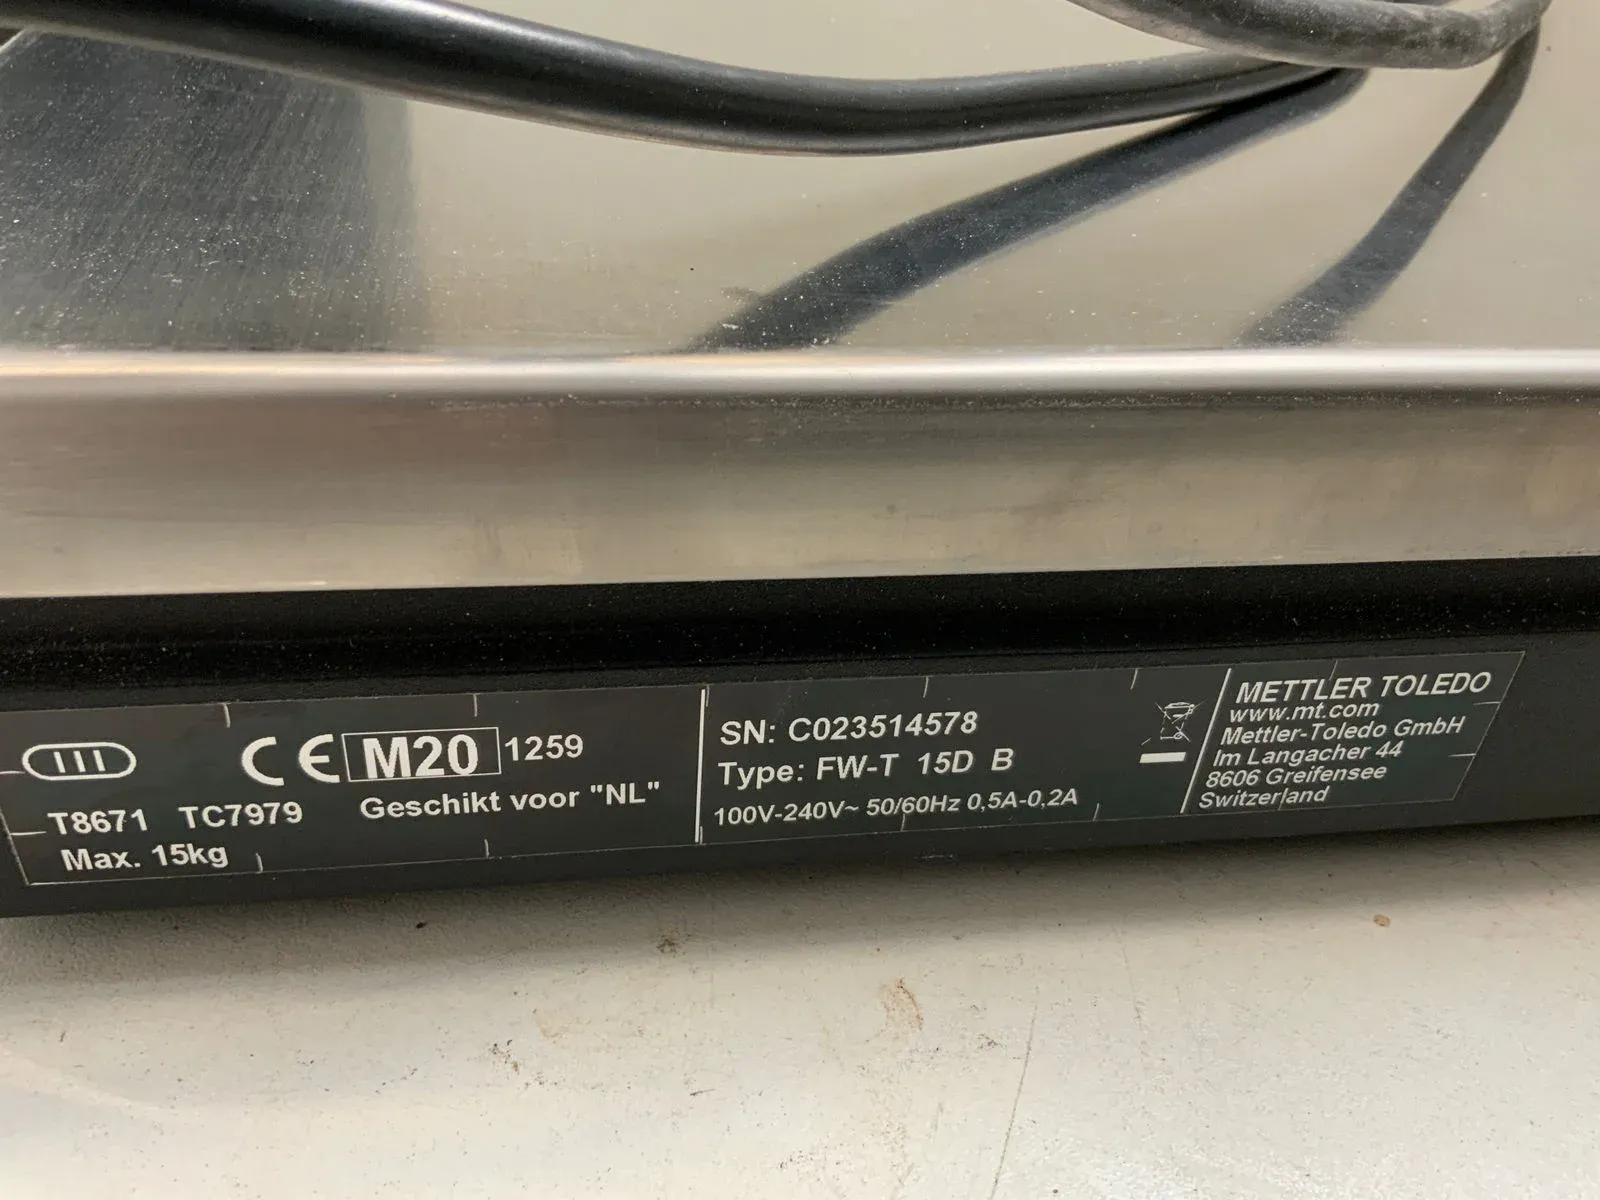 CE M20 1259
T8671 TC7979
Geschikt voor "NL"
Max. 15kg
SN: C023514578
Type: FW-T 15D B
100V-240V~ 50/60Hz 0,5A-0,2A
METTLER TOLEDO
www.mt.com
Mettler-Toledo GmbH
Im Langacher 44
8606 Greifensee
Switzerland